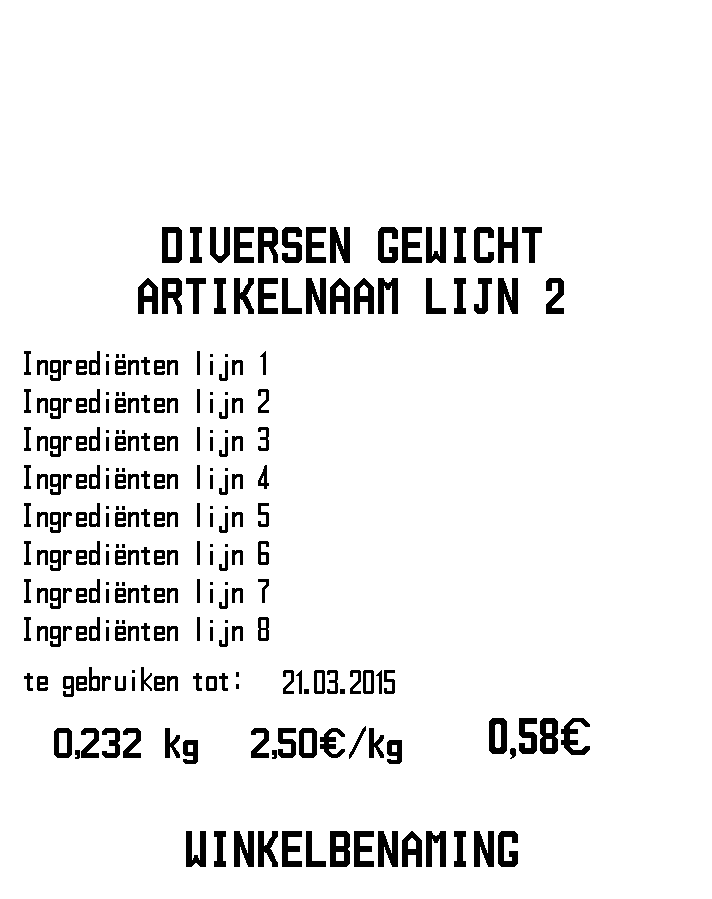 DIVERSEN GEWICHT
ARTIKELNAAM LIJN 2
Ingrediënten lijn 1
Ingrediënten lijn 2
Ingrediënten lijn 3
Ingrediënten lijn 4
Ingrediënten lijn 5
Ingrediënten lijn 6
Ingrediënten lijn 7
Ingrediënten lijn 8
te gebruiken tot: 21.03.2015
0,232 kg 2,50€/kg 0,58€
WINKELBENAMING